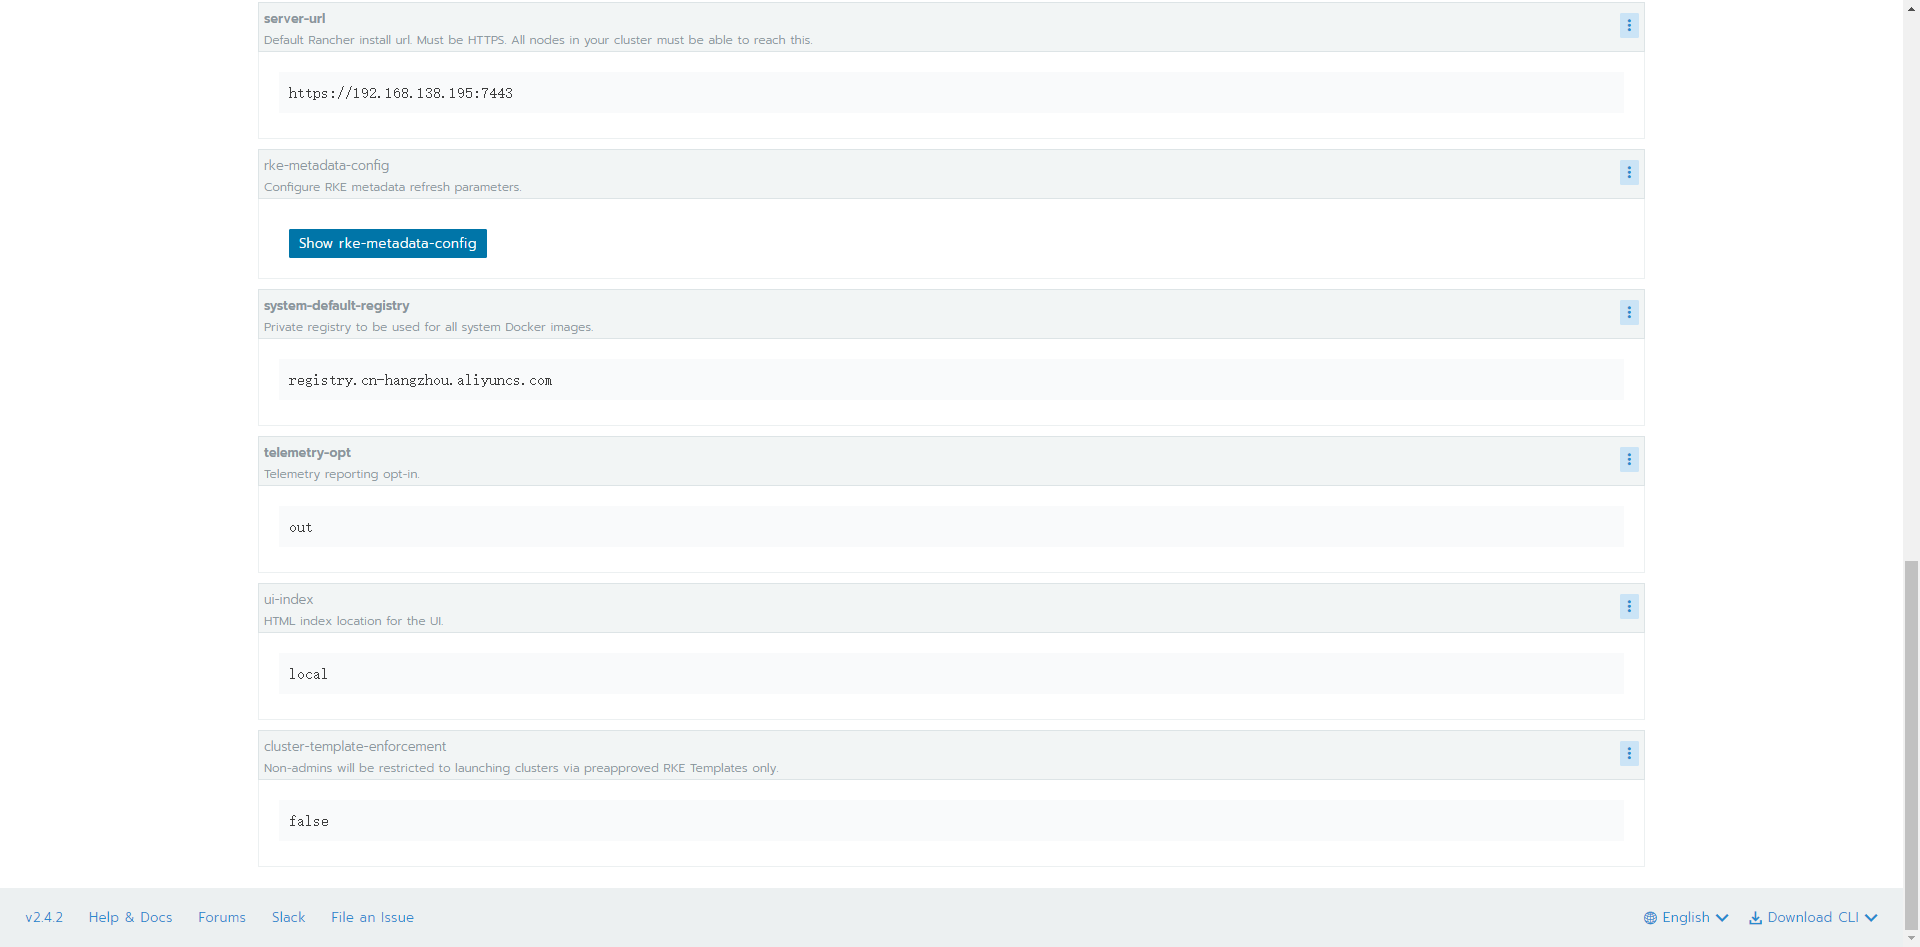 server-url
Default Rancher install url. Must be HTTPS. All nodes in your cluster must be able to reach this.
https://192.168.138.195:7443
rke-metadata-config
Configure RKE metadata refresh parameters.
Show rke-metadata-config
system-default-registry
Private registry to be used for all system Docker images.
registry.cn-hangzhou.aliyuncs.com
telemetry-opt
Telemetry reporting opt-in.
out
ui-index
HTML index location for the UI.
local
cluster-template-enforcement
Non-admins will be restricted to launching clusters via preapproved RKE Templates only.
false
v2.4.2 Help & Docs Forums Slack File an Issue English Download CLI